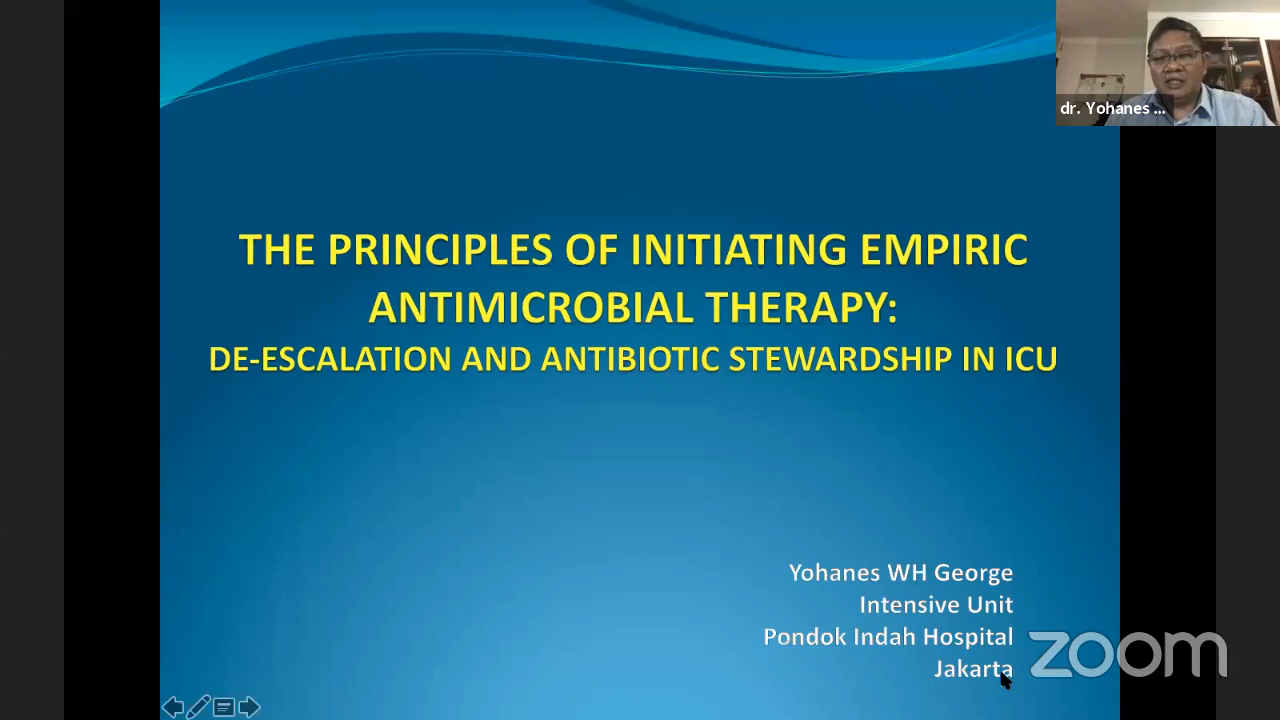 dr. Yohanes ...
THE PRINCIPLES OF INITIATING EMPIRIC
ANTIMICROBIAL THERAPY:
DE-ESCALATION AND ANTIBIOTIC STEWARDSHIP IN ICU
Yohanes WH George
Intensive Unit
Pondok Indah Hospital
Jakarta
zoom